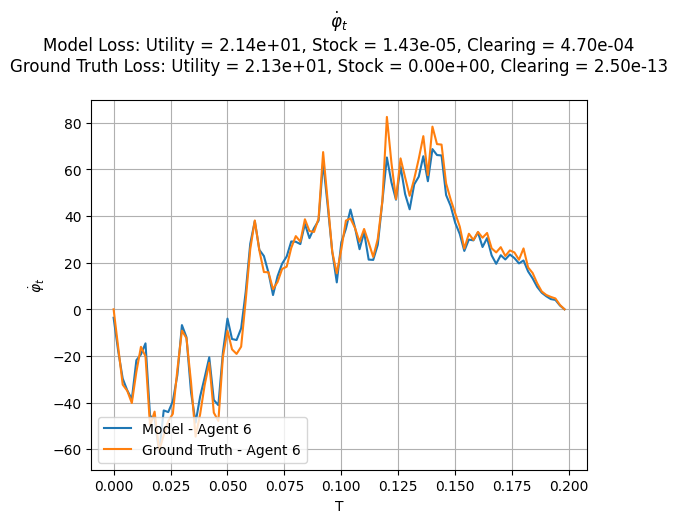 φ̇ₜ
Model Loss: Utility = 2.14e+01, Stock = 1.43e-05, Clearing = 4.70e-04
Ground Truth Loss: Utility = 2.13e+01, Stock = 0.00e+00, Clearing = 2.50e-13
80
60
40
20
0
−20
−40
−60
φ̇ₜ
Model - Agent 6
Ground Truth - Agent 6
0.000 0.025 0.050 0.075 0.100 0.125 0.150 0.175 0.200
T